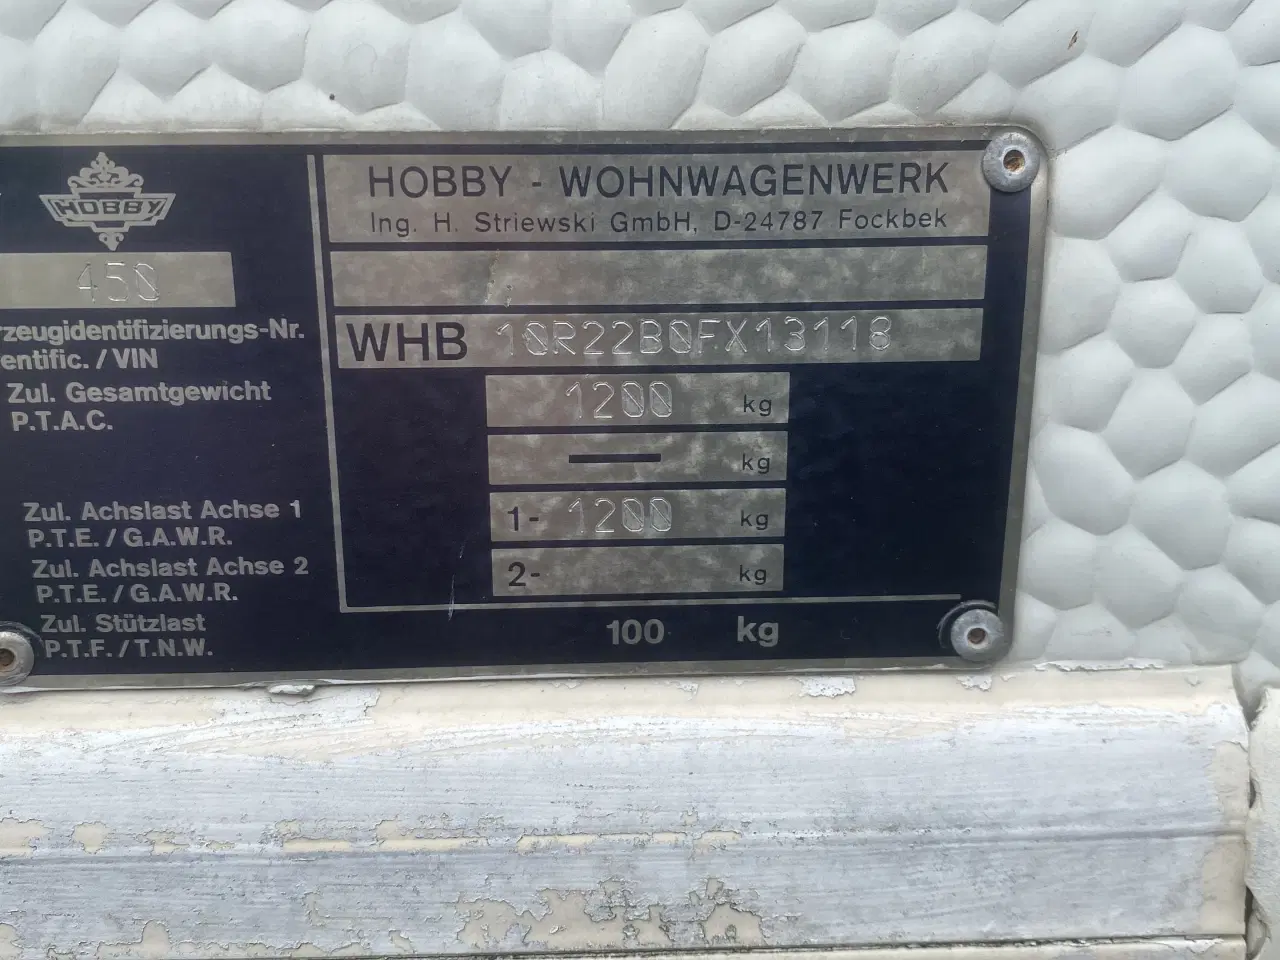 HOBBY
HOBBY - WOHNWAGENWERK
Ing. H. Striewski GmbH, D-24787 Fockbek
450
rzeugidentifizierungs-Nr.
entific. / VIN
WHB 10R22B0FX13118
Zul. Gesamtgewicht
P.T.A.C.
1200 kg
— kg
Zul. Achslast Achse 1
P.T.E. / G.A.W.R.
1- 1200 kg
Zul. Achslast Achse 2
P.T.E. / G.A.W.R.
2- kg
Zul. Stützlast
P.T.F. / T.N.W.
100 kg